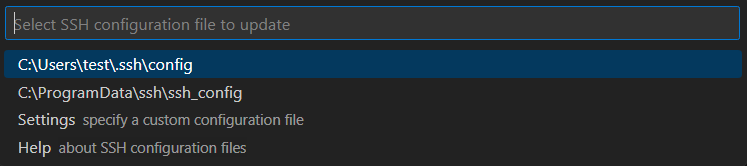 Select SSH configuration file to update
C:\Users\test\.ssh\config
C:\ProgramData\ssh\ssh_config
Settings specify a custom configuration file
Help about SSH configuration files